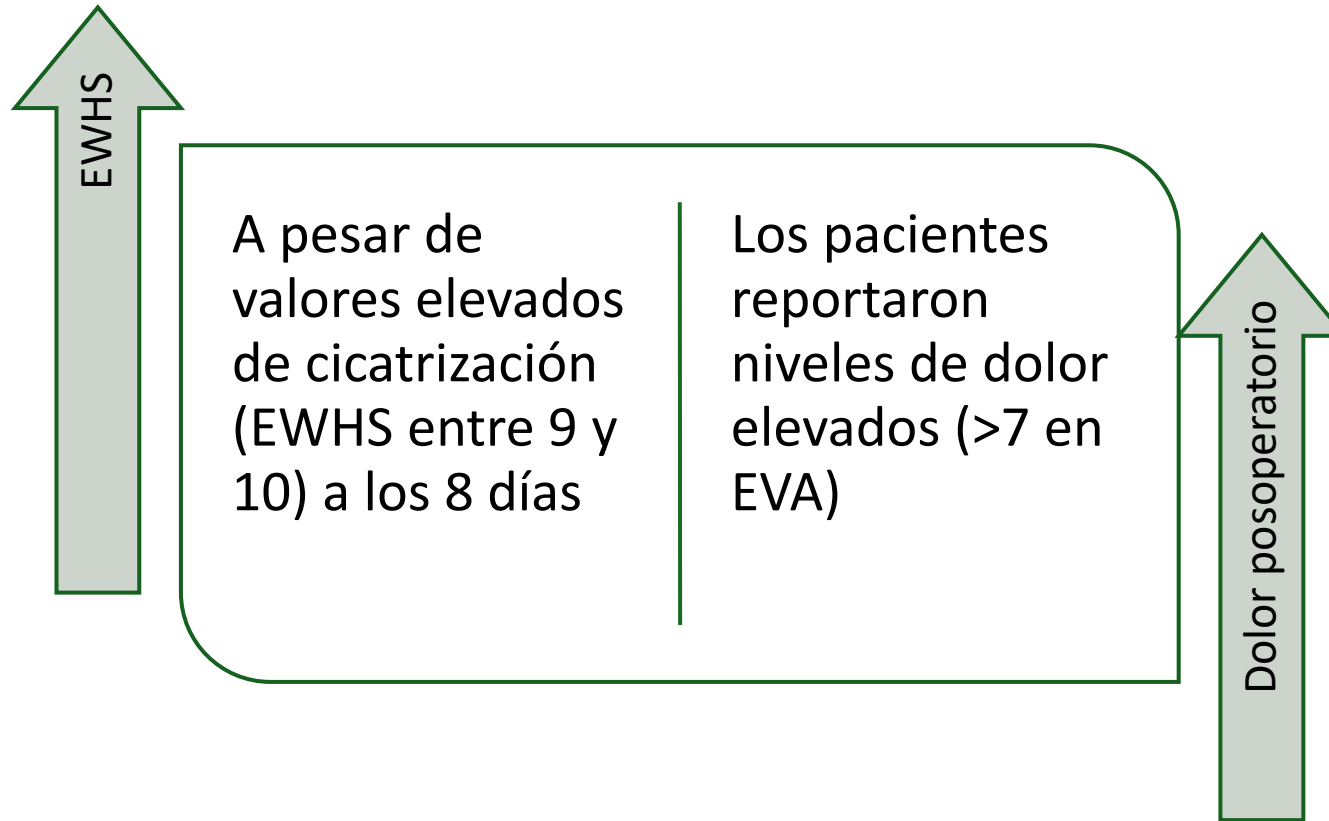 EWHS
A pesar de
valores elevados
de cicatrización
(EWHS entre 9 y
10) a los 8 días
Los pacientes
reportaron
niveles de dolor
elevados (>7 en
EVA)
Dolor posoperatorio